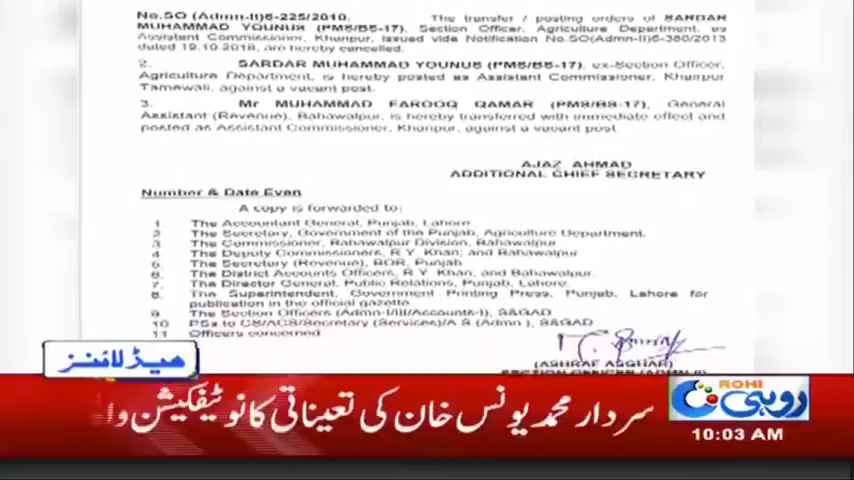 No.SO (Admn-II)6-225/2010. The transfer / posting orders of SARDAR
MUHAMMAD YOUNUS (PMS/BS-17), Section Officer, Agriculture Department, as
Assistant Commissioner, Khanpur, issued vide Notification No.SO(Admn-II)6-380/2013
dated 19.10.2018, are hereby cancelled.
2. SARDAR MUHAMMAD YOUNUS (PMS/BS-17), ex-Section Officer,
Agriculture Department, is hereby posted as Assistant Commissioner, Khairpur
Tamewali, against a vacant post.
3. Mr MUHAMMAD FAROOQ QAMAR (PMS/BS-17), General
Assistant (Revenue), Bahawalpur, is hereby transferred with immediate effect and
posted as Assistant Commissioner, Khanpur, against a vacant post.
AJAZ AHMAD
ADDITIONAL CHIEF SECRETARY
Number & Date Even
A copy is forwarded to:
1 The Accountant General, Punjab, Lahore
2 The Secretary, Government of the Punjab, Agriculture Department.
3 The Commissioner, Bahawalpur Division, Bahawalpur
4 The Deputy Commissioners, R.Y. Khan, and Bahawalpur
5. The Secretary (Revenue), BOR, Punjab
6. The District Accounts Officers, R.Y. Khan, and Bahawalpur.
7. The Director General, Public Relations, Punjab, Lahore.
8. The Superintendent, Government Printing Press, Punjab, Lahore for
publication in the official gazette
9 The Section Officers (Admn-I/III/Accounts-I), S&GAD
10 PSs to CS/ACS/Secretary (Services)/A.S (Admn ), S&GAD
11 Officers concerned
(ASHRAF ASGHAR)
SECTION OFFICER (ADMN-II)
ہیڈلائنز
سردار محمد یونس خان کی تعیناتی کا نوٹیفکیشن وا
ROHI
روہی
10:03 AM